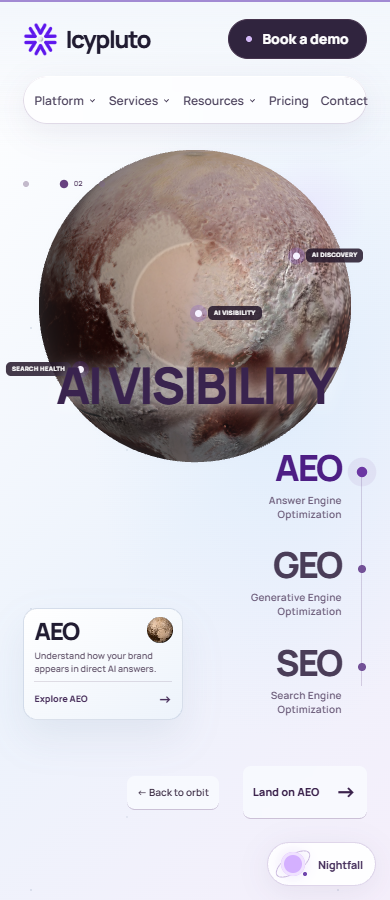 Icypluto
Book a demo
Platform
Services
Resources
Pricing
Contact
02
AI DISCOVERY
AI VISIBILITY
SEARCH HEALTH
AI VISIBILITY
AEO
Answer Engine
Optimization
GEO
Generative Engine
Optimization
AEO
Understand how your brand
appears in direct AI answers.
Explore AEO →
SEO
Search Engine
Optimization
← Back to orbit
Land on AEO →
Nightfall